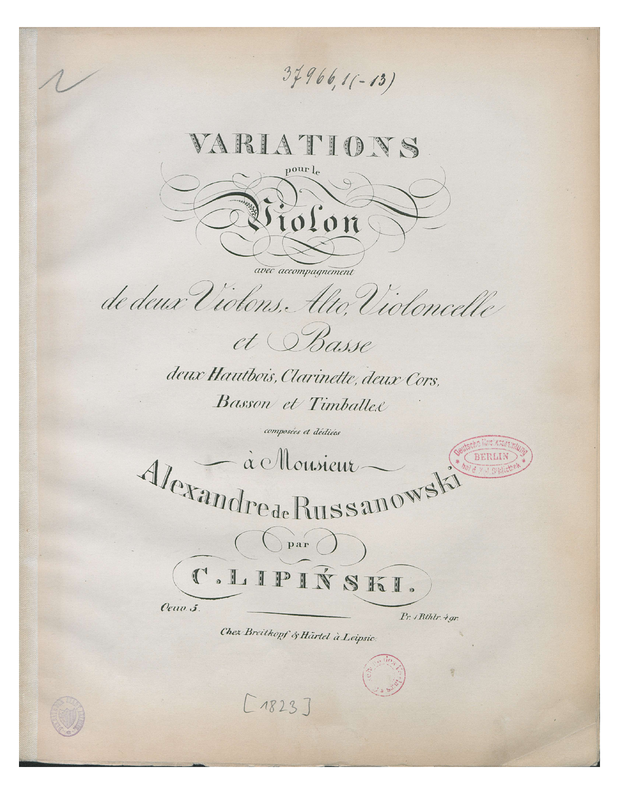 37966,1(-13)
VARIATIONS
pour le
Violon
avec accompagnement
de deux Violons, Alto, Violoncelle
et Basse
deux Hautbois, Clarinette, deux Cors,
Basson et Timballes
composées et dédiées
à Monsieur
Alexandre de Russanowski
par
C. LIPIŃSKI.
Oeuv 5.
Pr. 1 Rthlr. 4 gr.
Chez Breitkopf & Härtel à Leipsic
BERLIN
[1823]